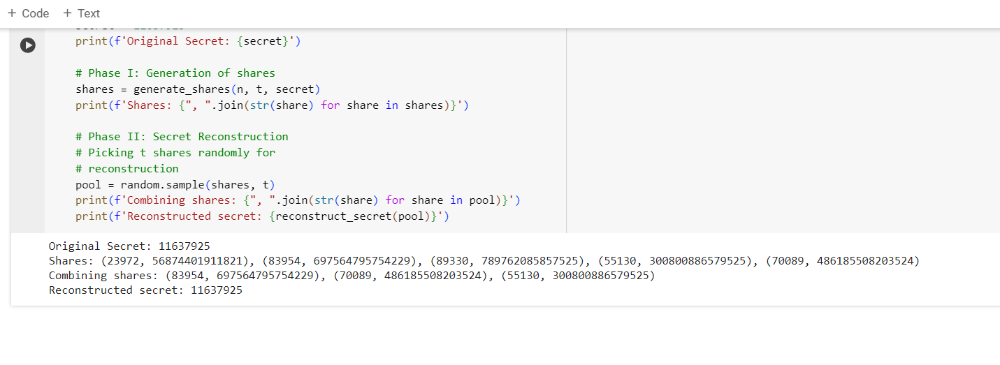 + Code + Text
print(f'Original Secret: {secret}')
# Phase I: Generation of shares
shares = generate_shares(n, t, secret)
print(f'Shares: {", ".join(str(share) for share in shares)}')
# Phase II: Secret Reconstruction
# Picking t shares randomly for
# reconstruction
pool = random.sample(shares, t)
print(f'Combining shares: {", ".join(str(share) for share in pool)}')
print(f'Reconstructed secret: {reconstruct_secret(pool)}')
Original Secret: 11637925
Shares: (23972, 56874401911821), (83954, 697564795754229), (89330, 789762085857525), (55130, 300800886579525), (70089, 486185508203524)
Combining shares: (83954, 697564795754229), (70089, 486185508203524), (55130, 300800886579525)
Reconstructed secret: 11637925